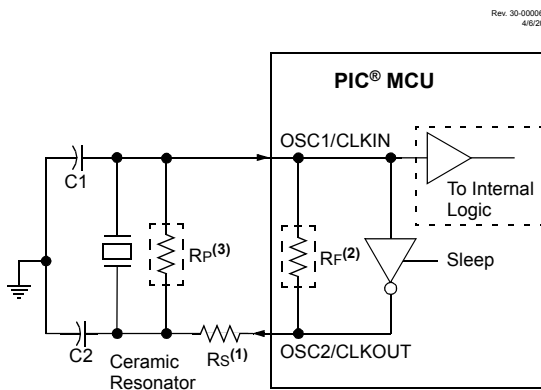 Rev. 30-00006
4/6/20
PIC® MCU
OSC1/CLKIN
C1
To Internal
Logic
RP(3)
RF(2)
Sleep
C2
Ceramic
Resonator
RS(1)
OSC2/CLKOUT